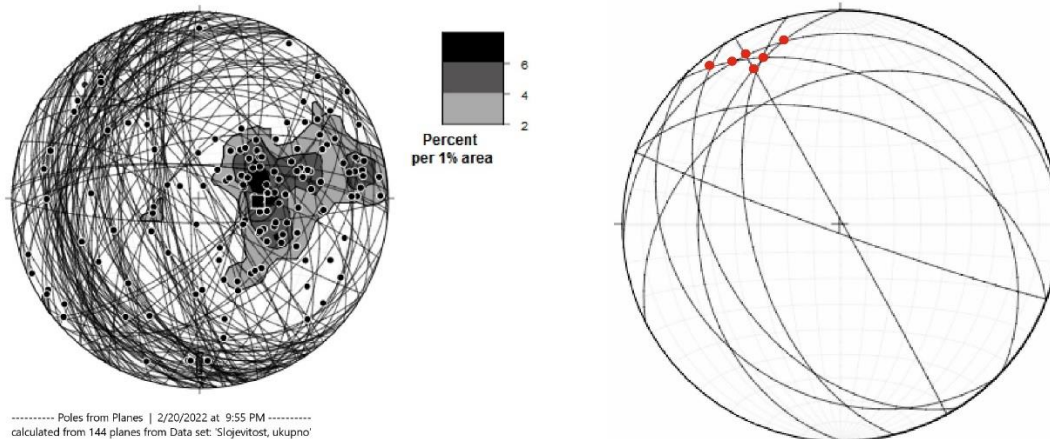 6
4
2
Percent
per 1% area
---------- Poles from Planes | 2/20/2022 at 9:55 PM ----------
calculated from 144 planes from Data set: 'Slojevitost, ukupno'